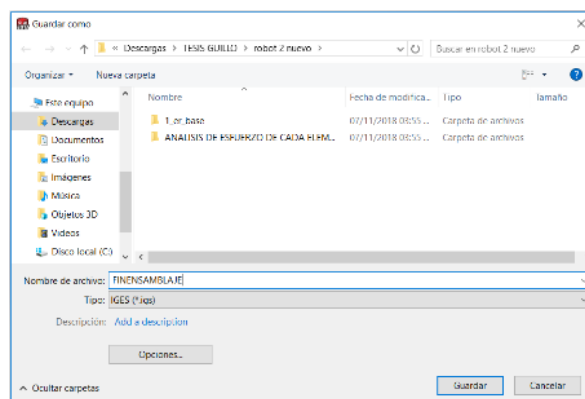 Guardar como
« Descargas > TESIS GUILLO > robot 2 nuevo >
Buscar en robot 2 nuevo
Organizar
Nueva carpeta
Nombre
Fecha de modifica...
Tipo
Tamaño
Este equipo
Descargas
Documentos
Escritorio
Imágenes
Música
Objetos 3D
Videos
Disco local (C:)
1_er_base
07/11/2018 03:55 ...
Carpeta de archivos
ANALISIS DE ESFUERZO DE CADA ELEM...
07/11/2018 03:55 ...
Carpeta de archivos
Nombre de archivo: FINENSAMBLAJE
Tipo: IGES (*.igs)
Descripción: Add a description
Opciones...
Ocultar carpetas
Guardar
Cancelar